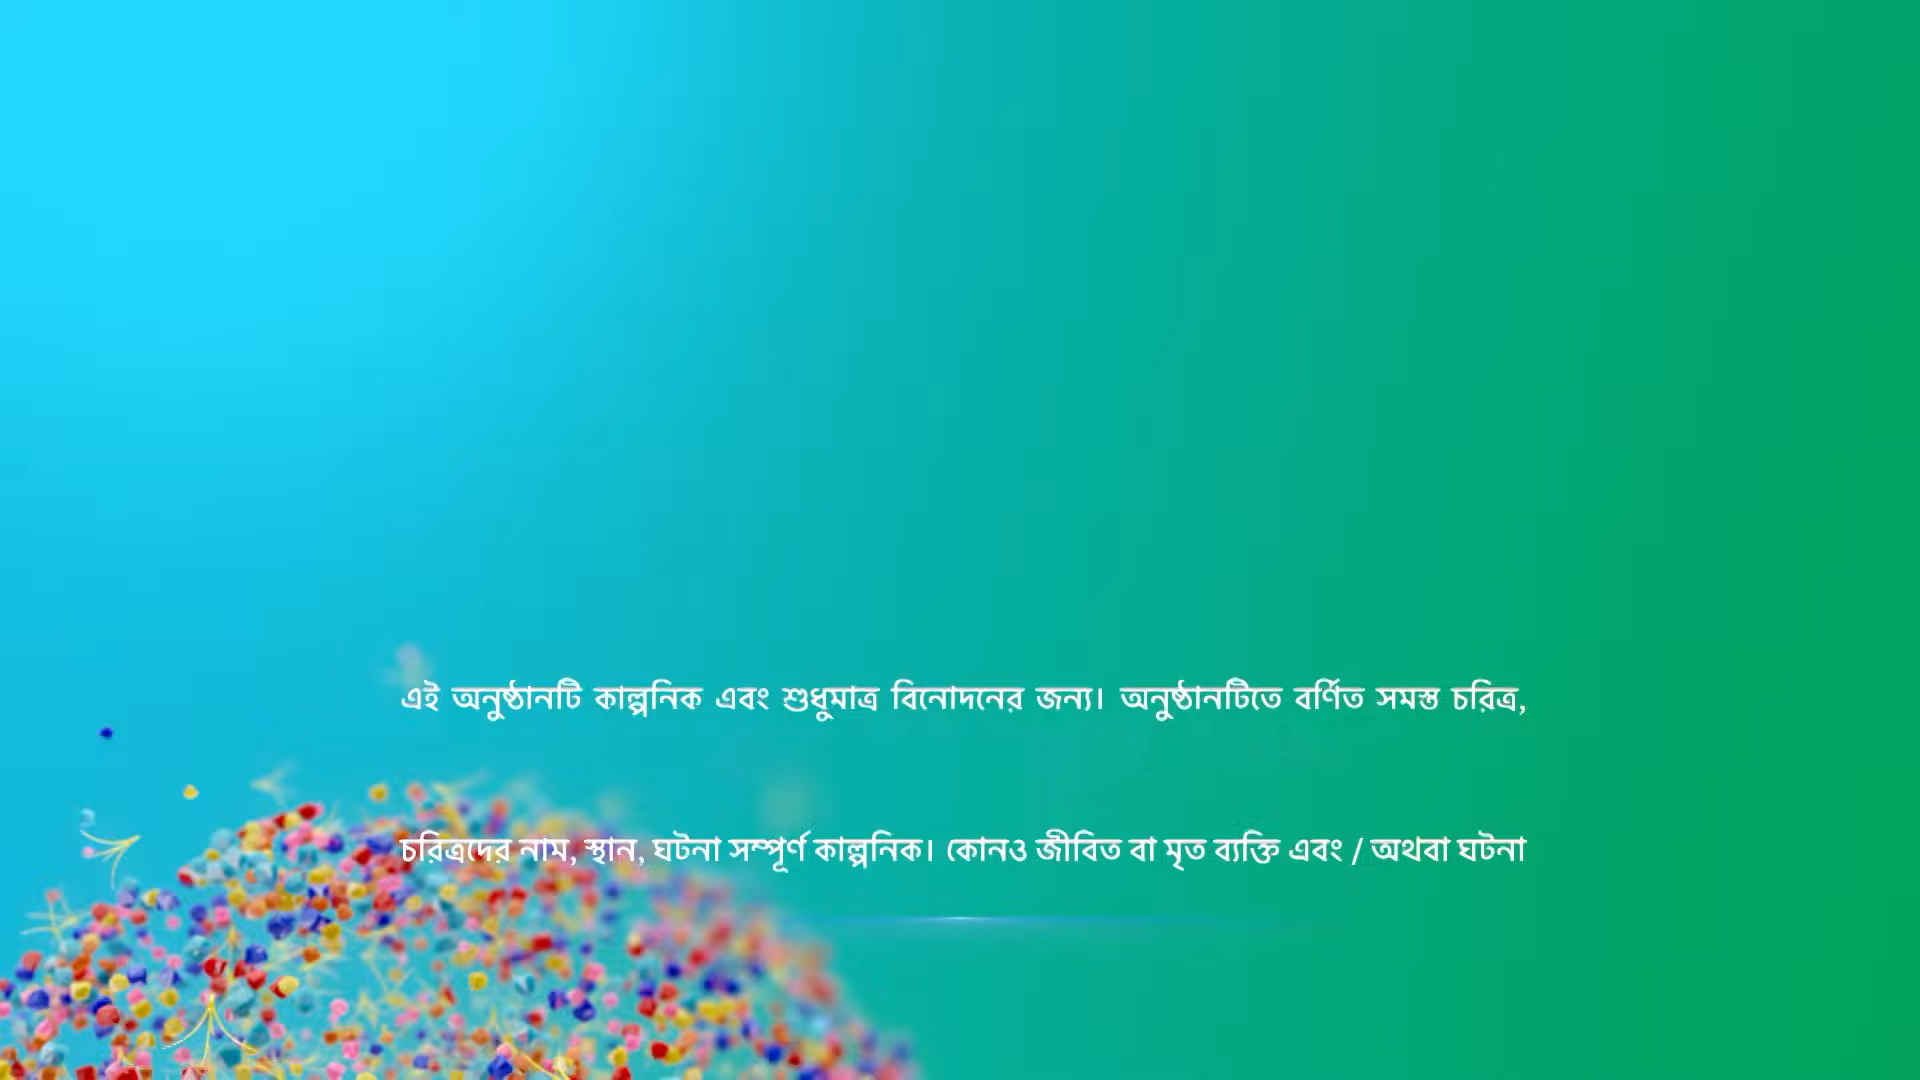 এই অনুষ্ঠানটি কাল্পনিক এবং শুধুমাত্র বিনোদনের জন্য। অনুষ্ঠানটিতে বর্ণিত সমস্ত চরিত্র,
চরিত্রদের নাম, স্থান, ঘটনা সম্পূর্ণ কাল্পনিক। কোনও জীবিত বা মৃত ব্যক্তি এবং / অথবা ঘটনা